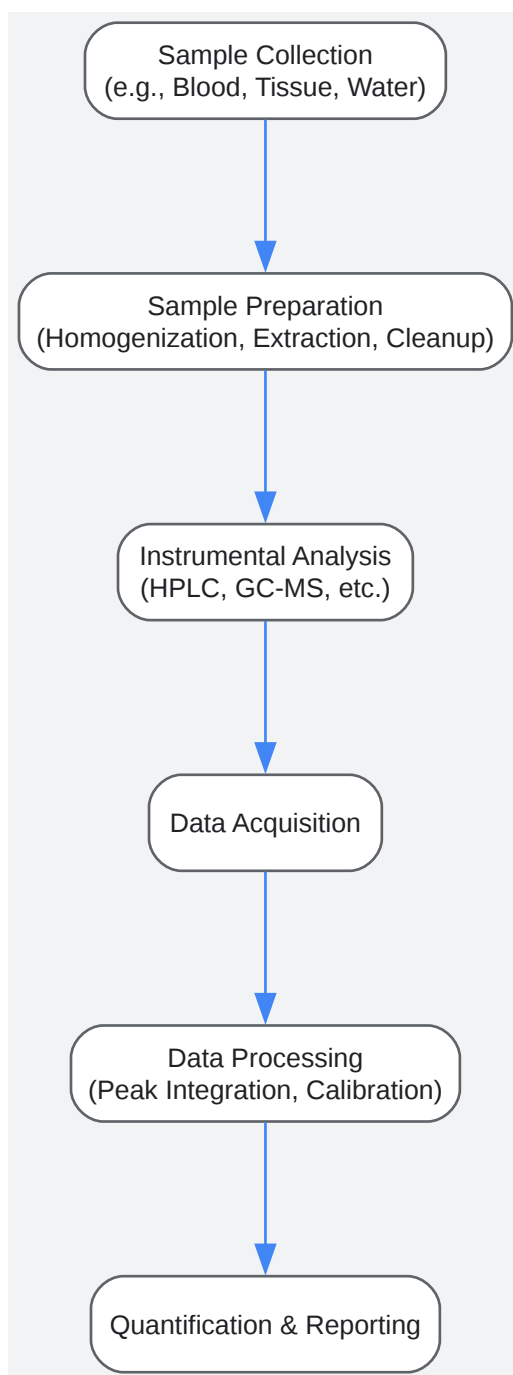 Sample Collection
(e.g., Blood, Tissue, Water)
Sample Preparation
(Homogenization, Extraction, Cleanup)
Instrumental Analysis
(HPLC, GC-MS, etc.)
Data Acquisition
Data Processing
(Peak Integration, Calibration)
Quantification & Reporting